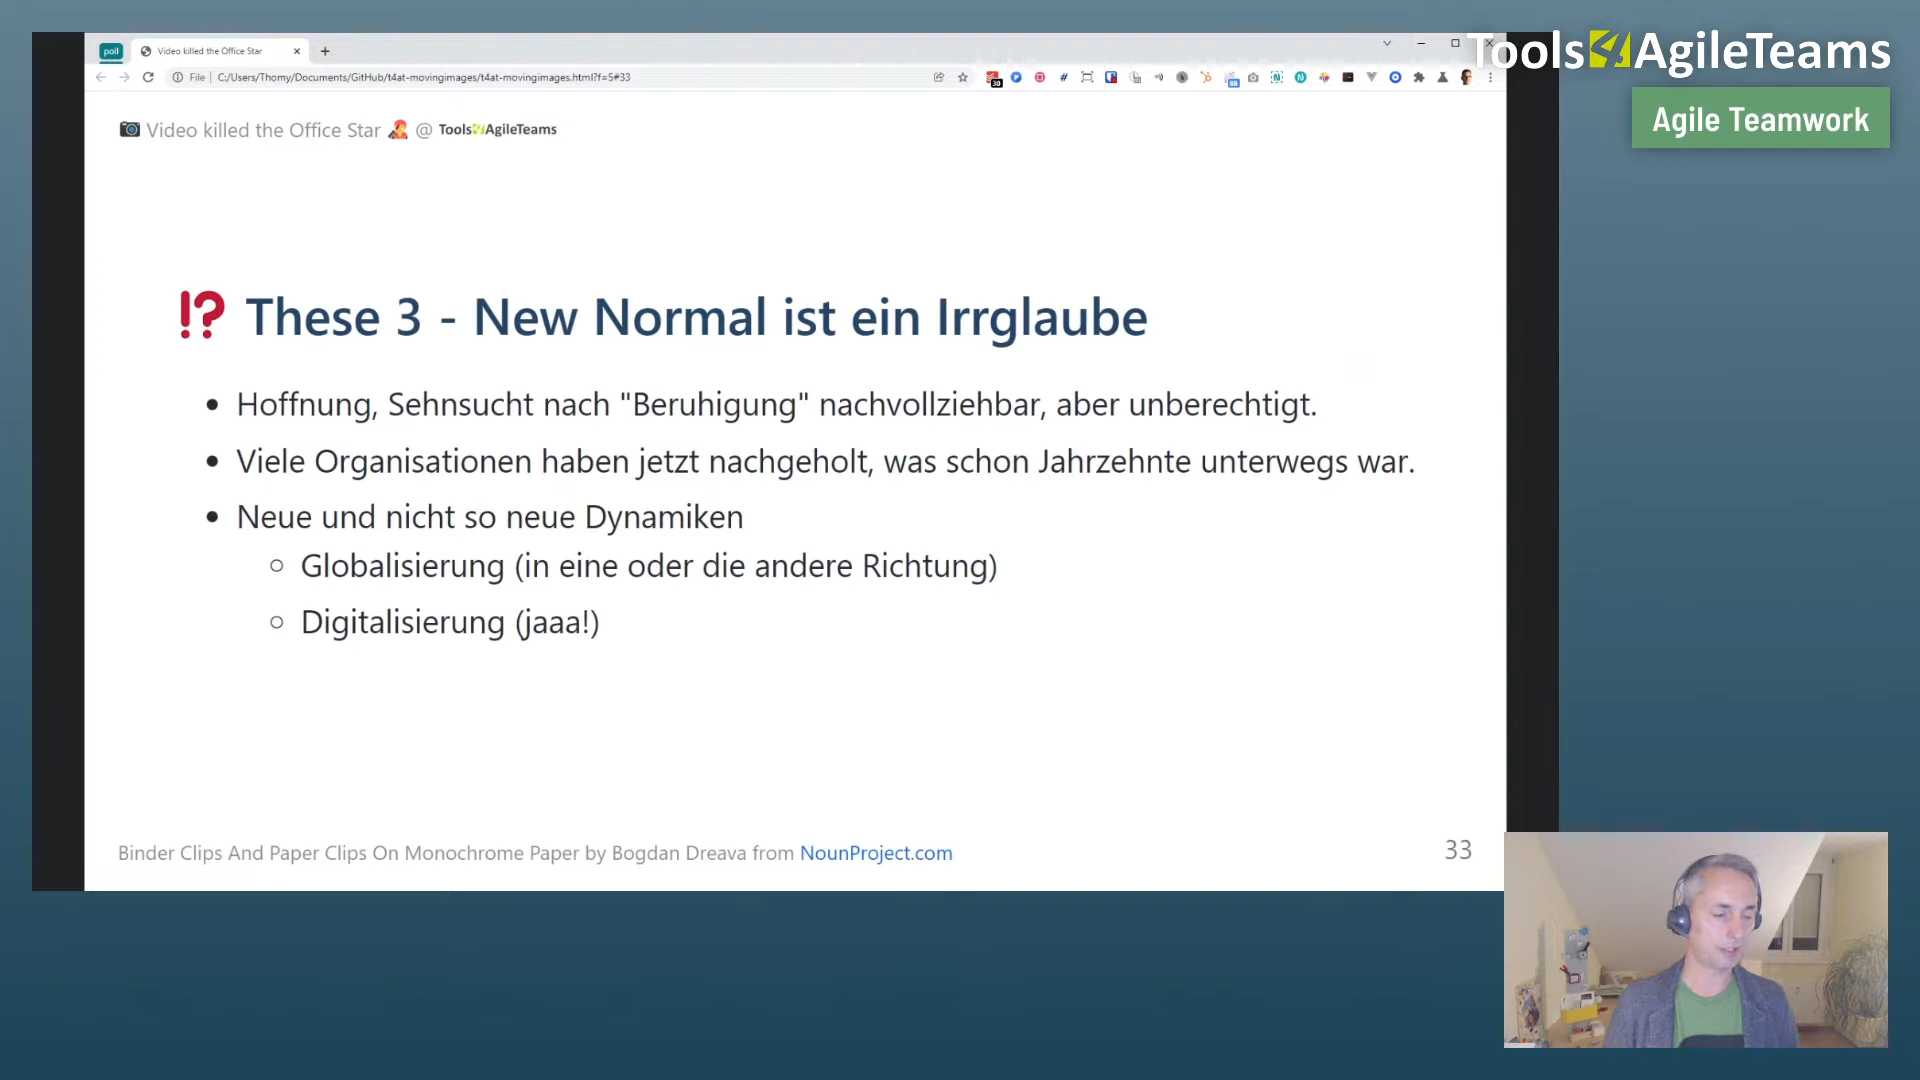 poll
Video killed the Office Star
File
C:/Users/Thomy/Documents/GitHub/t4at-movingimages/t4at-movingimages.html?f=5#33
Tools4AgileTeams
Agile Teamwork
Video killed the Office Star @ Tools4AgileTeams
⁉ These 3 - New Normal ist ein Irrglaube
• Hoffnung, Sehnsucht nach "Beruhigung" nachvollziehbar, aber unberechtigt.
• Viele Organisationen haben jetzt nachgeholt, was schon Jahrzehnte unterwegs war.
• Neue und nicht so neue Dynamiken
○ Globalisierung (in eine oder die andere Richtung)
○ Digitalisierung (jaaa!)
Binder Clips And Paper Clips On Monochrome Paper by Bogdan Dreava from NounProject.com
33